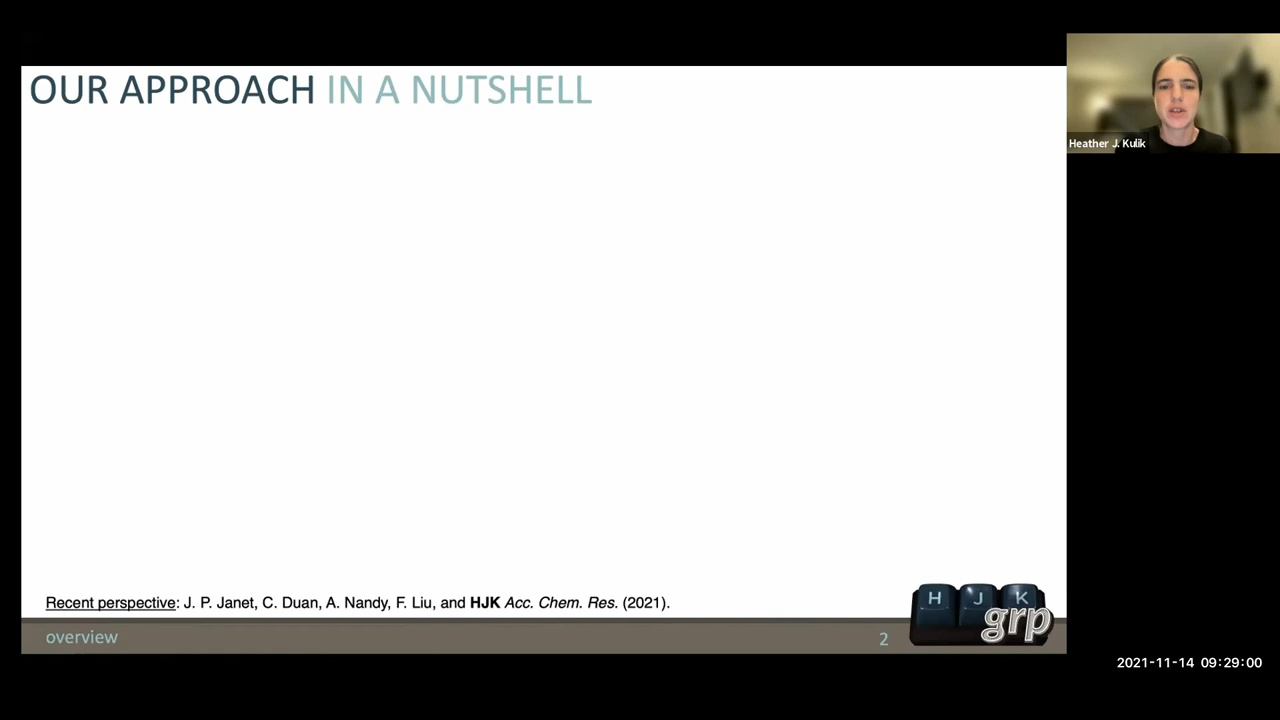 OUR APPROACH IN A NUTSHELL
Heather J. Kulik
Recent perspective: J. P. Janet, C. Duan, A. Nandy, F. Liu, and HJK Acc. Chem. Res. (2021).
overview
2
H J K
grp
2021-11-14 09:29:00